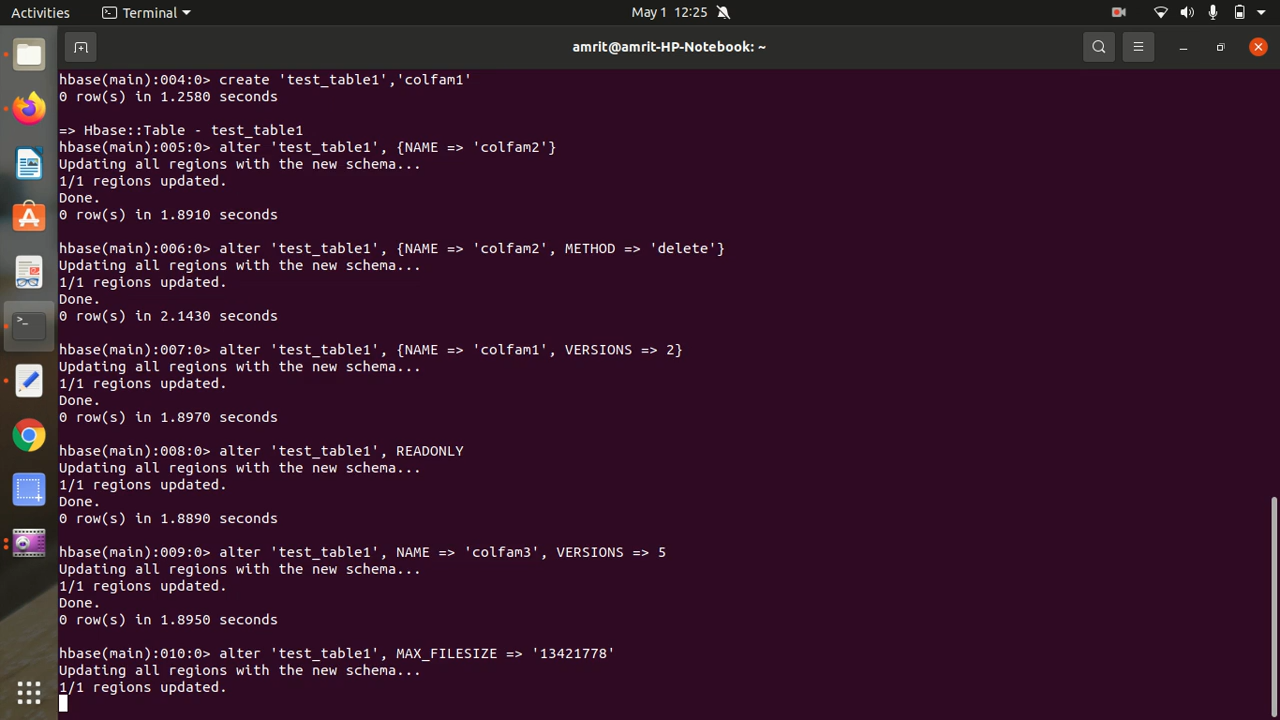 Activities
Terminal
May 1 12:25
amrit@amrit-HP-Notebook: ~
hbase(main):004:0> create 'test_table1','colfam1'
0 row(s) in 1.2580 seconds
=> Hbase::Table - test_table1
hbase(main):005:0> alter 'test_table1', {NAME => 'colfam2'}
Updating all regions with the new schema...
1/1 regions updated.
Done.
0 row(s) in 1.8910 seconds
hbase(main):006:0> alter 'test_table1', {NAME => 'colfam2', METHOD => 'delete'}
Updating all regions with the new schema...
1/1 regions updated.
Done.
0 row(s) in 2.1430 seconds
hbase(main):007:0> alter 'test_table1', {NAME => 'colfam1', VERSIONS => 2}
Updating all regions with the new schema...
1/1 regions updated.
Done.
0 row(s) in 1.8970 seconds
hbase(main):008:0> alter 'test_table1', READONLY
Updating all regions with the new schema...
1/1 regions updated.
Done.
0 row(s) in 1.8890 seconds
hbase(main):009:0> alter 'test_table1', NAME => 'colfam3', VERSIONS => 5
Updating all regions with the new schema...
1/1 regions updated.
Done.
0 row(s) in 1.8950 seconds
hbase(main):010:0> alter 'test_table1', MAX_FILESIZE => '13421778'
Updating all regions with the new schema...
1/1 regions updated.